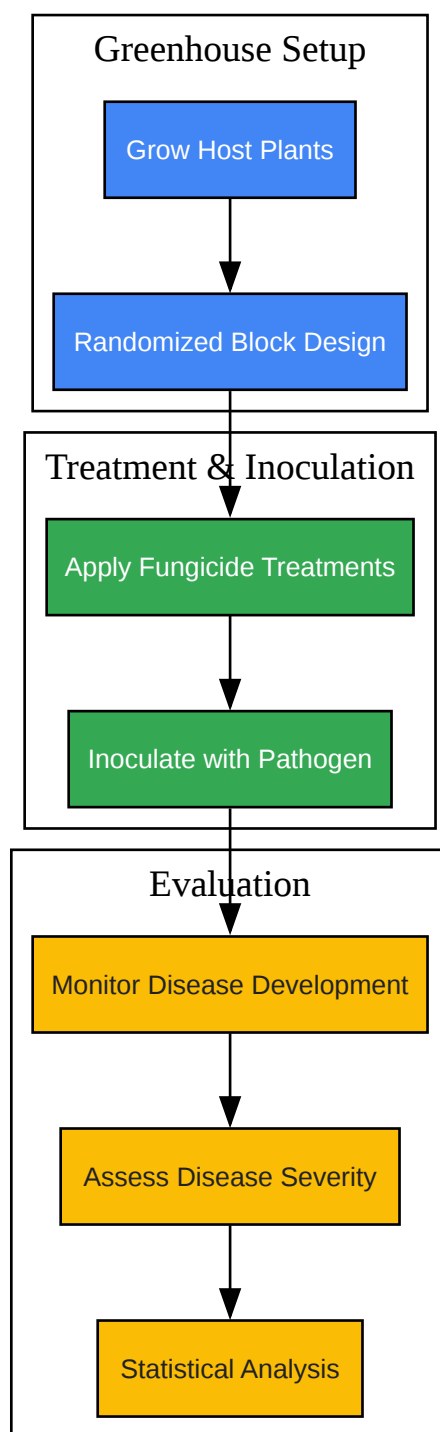 Greenhouse Setup
Grow Host Plants
Randomized Block Design
Treatment & Inoculation
Apply Fungicide Treatments
Inoculate with Pathogen
Evaluation
Monitor Disease Development
Assess Disease Severity
Statistical Analysis